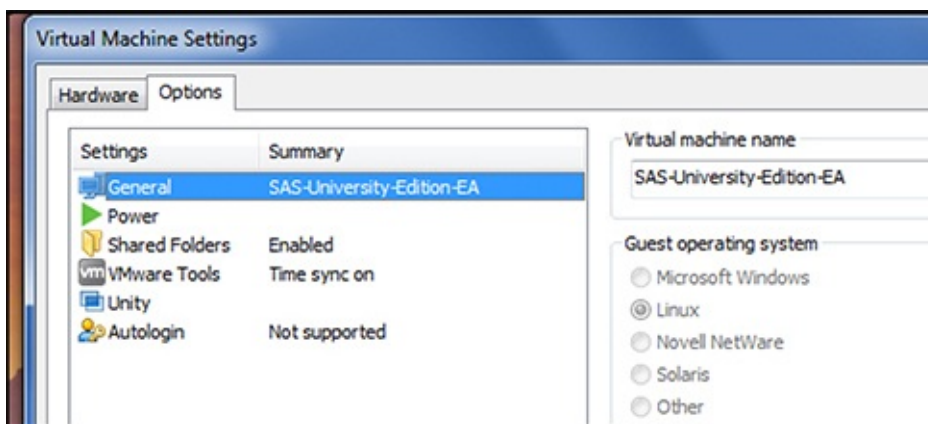 Virtual Machine Settings
Hardware Options
Settings Summary
General SAS-University-Edition-EA
Power
Shared Folders Enabled
vm VMware Tools Time sync on
Unity
Autologin Not supported
Virtual machine name
SAS-University-Edition-EA
Guest operating system
Microsoft Windows
Linux
Novell NetWare
Solaris
Other